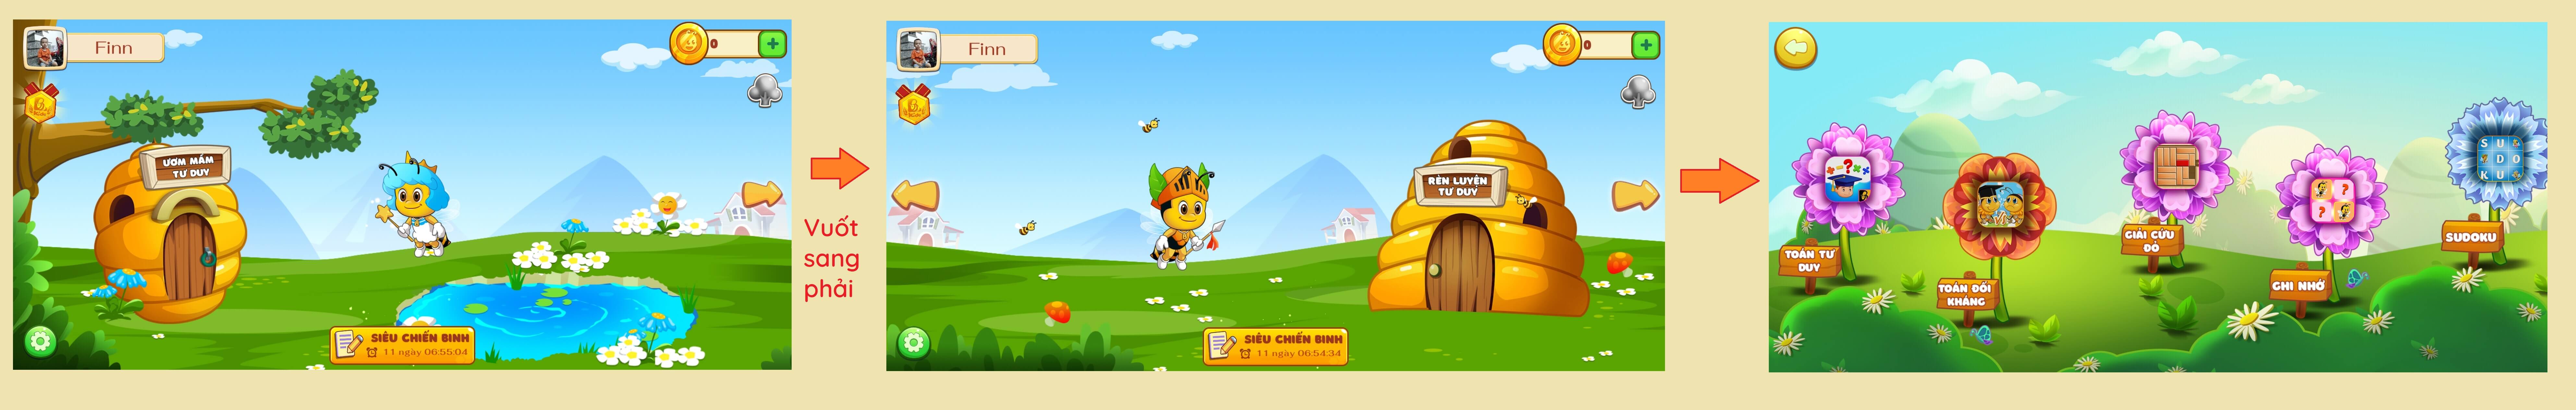 Finn
0
ƯƠM MẦM
TƯ DUY
SIÊU CHIẾN BINH
11 ngày 06:55:04
Vuốt
sang
phải
Finn
0
RÈN LUYỆN
TƯ DUY
SIÊU CHIẾN BINH
11 ngày 06:54:34
TOÁN TƯ
DUY
TOÁN ĐỐI
KHÁNG
GIẢI CỨU
ĐỎ
GHI NHỚ
S U
D O
K U
SUDOKU